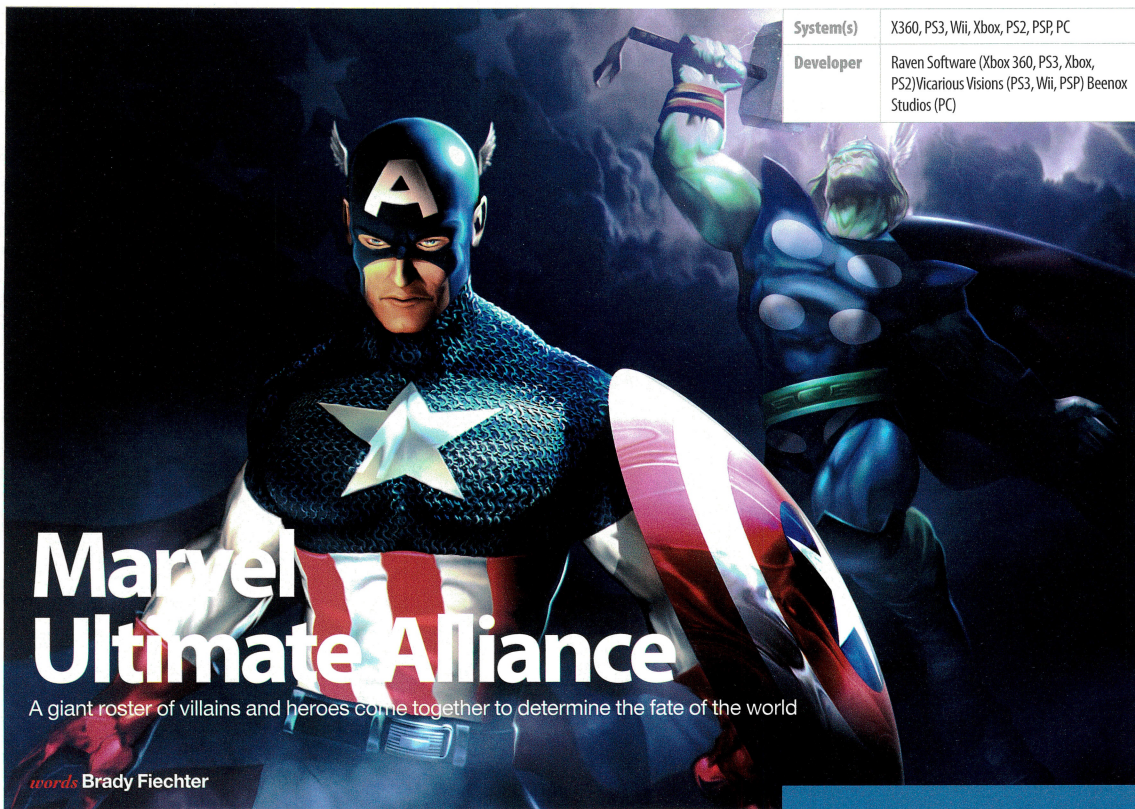 System(s) X360, PS3, Wii, Xbox, PS2, PSP, PC
Developer Raven Software (Xbox 360, PS3, Xbox,
PS2)Vicarious Visions (PS3, Wii, PSP) Beenox
Studios (PC)
A
Marvel
Ultimate Alliance
A giant roster of villains and heroes come together to determine the fate of the world
words Brady Fiechter